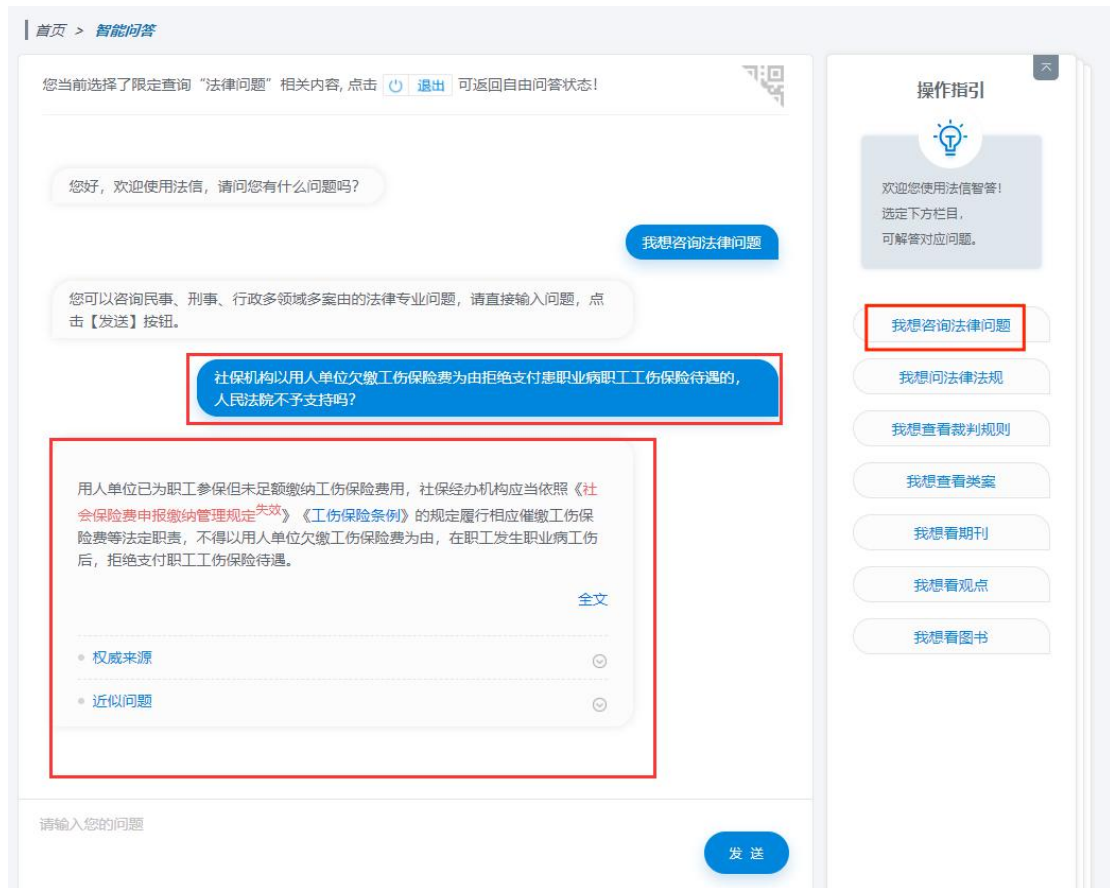 首页 > 智能问答
您当前选择了限定查询“法律问题”相关内容,点击 退出 可返回自由问答状态!
您好，欢迎使用法信，请问您有什么问题吗?
我想咨询法律问题
您可以咨询民事、刑事、行政多领域多案由的法律专业问题，请直接输入问题，点
击【发送】按钮。
社保机构以用人单位欠缴工伤保险费为由拒绝支付患职业病职工工伤保险待遇的，
人民法院不予支持吗?
用人单位已为职工参保但未足额缴纳工伤保险费用，社保经办机构应当依照《社
会保险费申报缴纳管理规定失效》《工伤保险条例》的规定履行相应催缴工伤保
险费等法定职责，不得以用人单位欠缴工伤保险费为由，在职工发生职业病工伤
后，拒绝支付职工工伤保险待遇。
全文
权威来源
近似问题
请输入您的问题
发 送
操作指引
欢迎您使用法信智答!
选定下方栏目，
可解答对应问题。
我想咨询法律问题
我想问法律法规
我想查看裁判规则
我想查看类案
我想看期刊
我想看观点
我想看图书